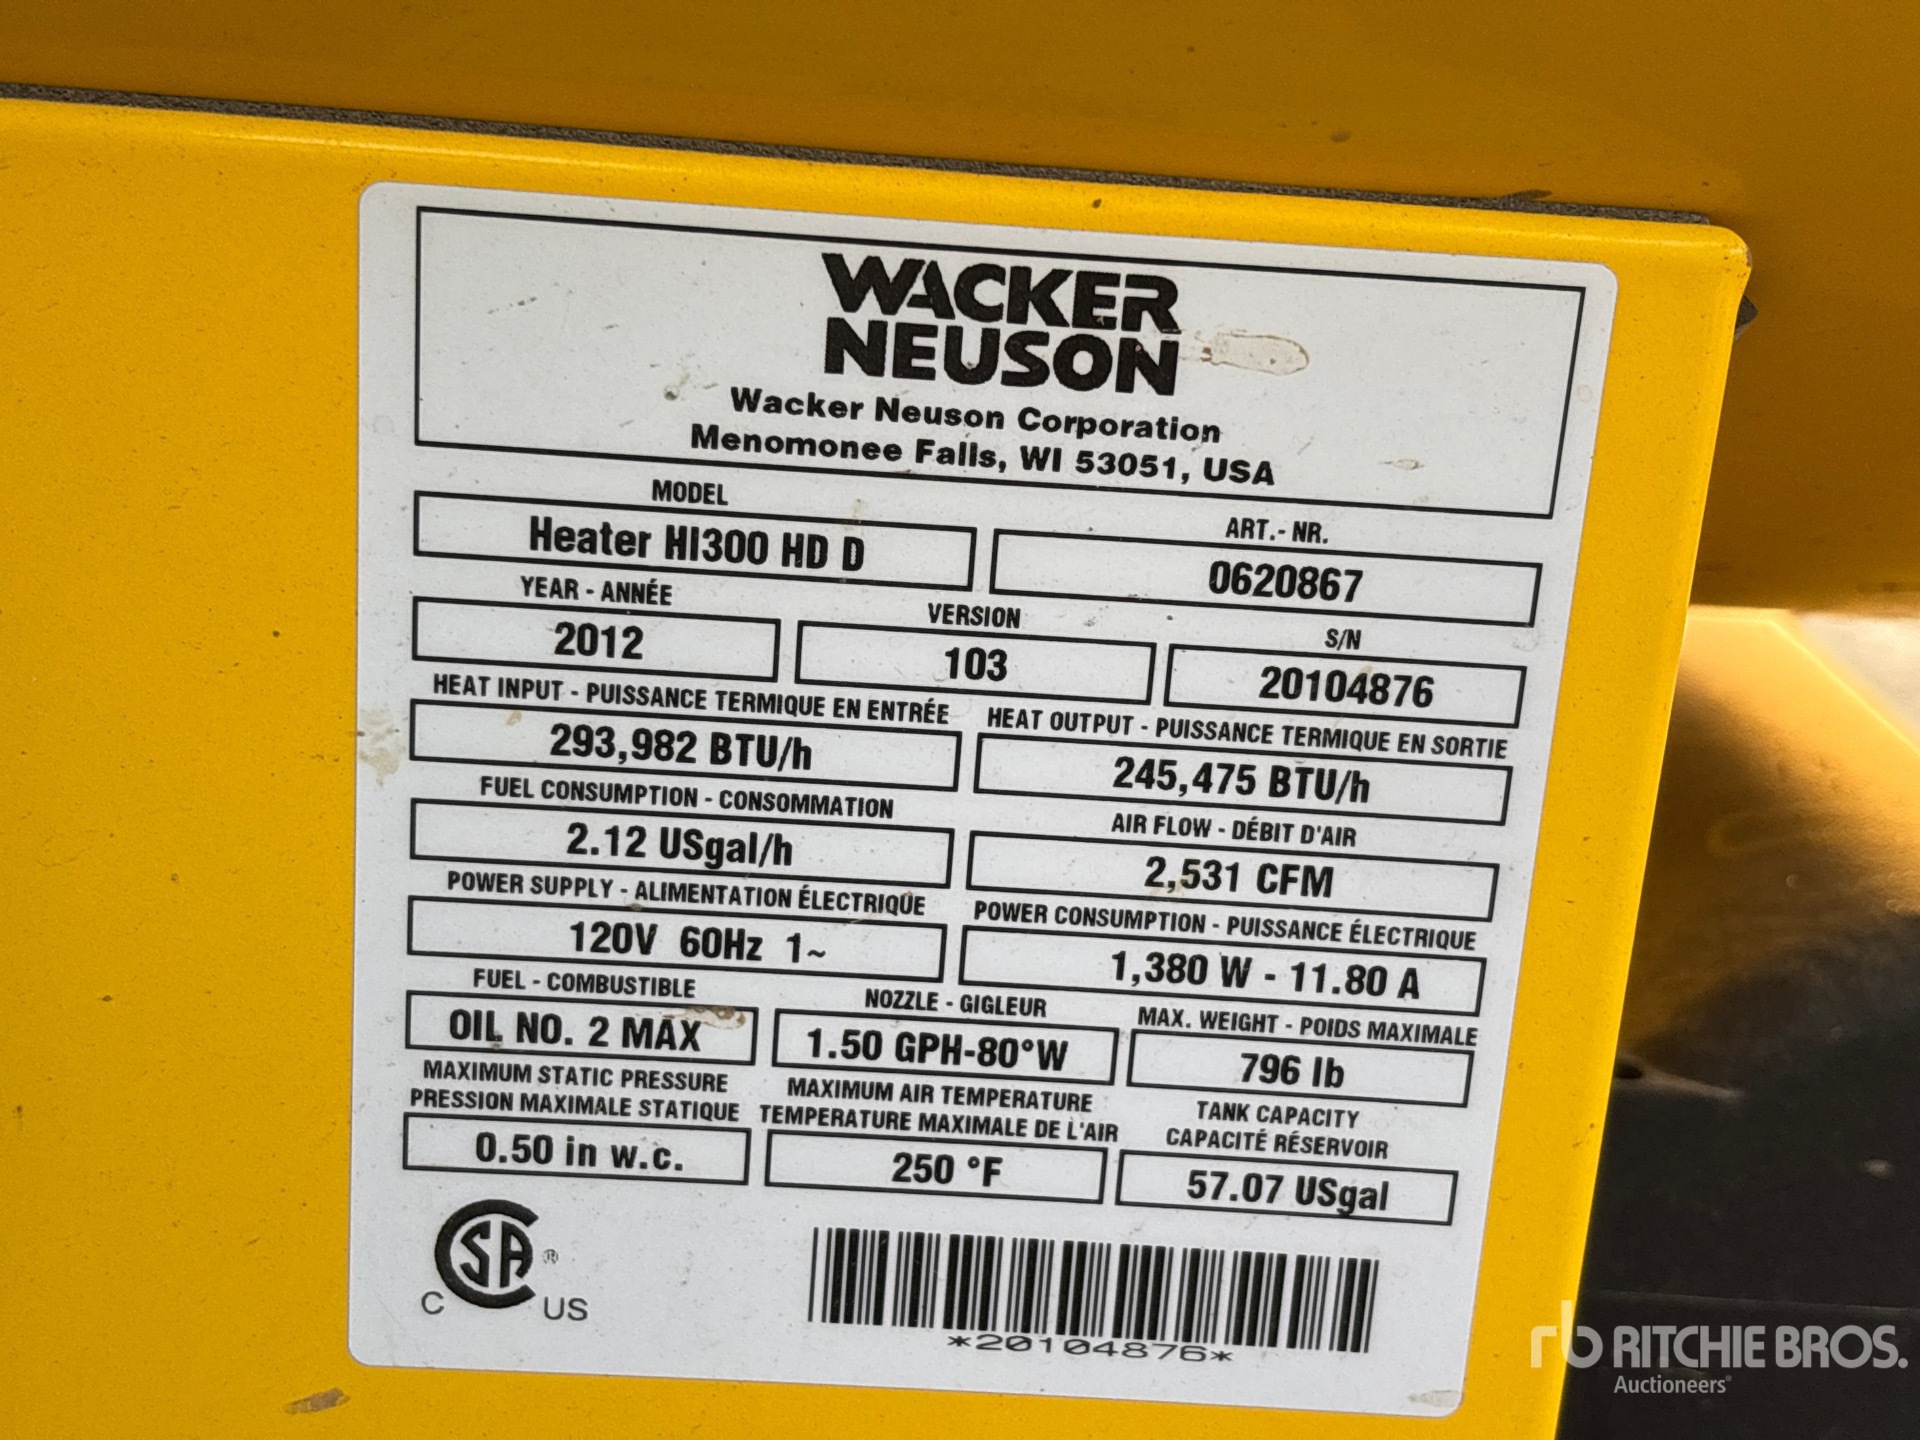 WACKER
NEUSON
Wacker Neuson Corporation
Menomonee Falls, WI 53051, USA
MODEL
Heater HI300 HD D
ART.- NR.
0620867
YEAR - ANNÉE
2012
VERSION
103
S/N
20104876
HEAT INPUT - PUISSANCE TERMIQUE EN ENTRÉE
293,982 BTU/h
HEAT OUTPUT - PUISSANCE TERMIQUE EN SORTIE
245,475 BTU/h
FUEL CONSUMPTION - CONSOMMATION
2.12 USgal/h
AIR FLOW - DÉBIT D'AIR
2,531 CFM
POWER SUPPLY - ALIMENTATION ÉLECTRIQUE
120V 60Hz 1~
POWER CONSUMPTION - PUISSANCE ÉLECTRIQUE
1,380 W - 11.80 A
FUEL - COMBUSTIBLE
OIL NO. 2 MAX
NOZZLE - GIGLEUR
1.50 GPH-80°W
MAX. WEIGHT - POIDS MAXIMALE
796 lb
MAXIMUM STATIC PRESSURE
PRESSION MAXIMALE STATIQUE
0.50 in w.c.
MAXIMUM AIR TEMPERATURE
TEMPERATURE MAXIMALE DE L'AIR
250 °F
TANK CAPACITY
CAPACITÉ RÉSERVOIR
57.07 USgal
CSA ®
C US
*20104876*
rb RITCHIE BROS.
Auctioneers®